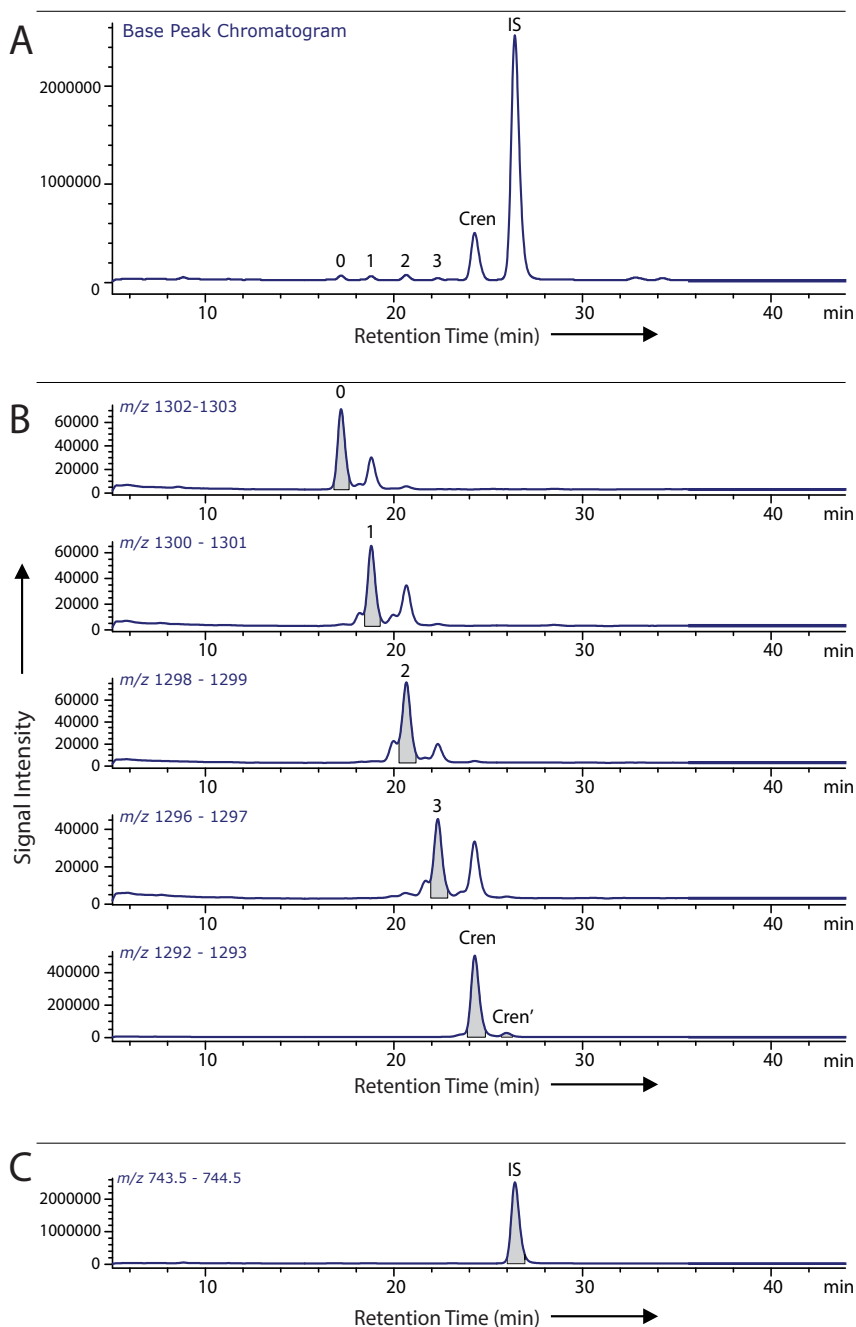 A
Base Peak Chromatogram
IS
2000000
1000000
Cren
0 1 2 3
0
10 20 30 40 min
Retention Time (min)
B
m/z 1302-1303
0
60000
40000
20000
0
10 20 30 40 min
m/z 1300 - 1301
1
60000
40000
20000
0
10 20 30 40 min
m/z 1298 - 1299
2
60000
40000
20000
0
10 20 30 40 min
m/z 1296 - 1297
3
40000
20000
0
10 20 30 40 min
m/z 1292 - 1293
Cren
400000
200000
Cren′
0
10 20 30 40 min
Retention Time (min)
Signal Intensity
C
m/z 743.5 - 744.5
IS
2000000
1000000
0
10 20 30 40 min
Retention Time (min)